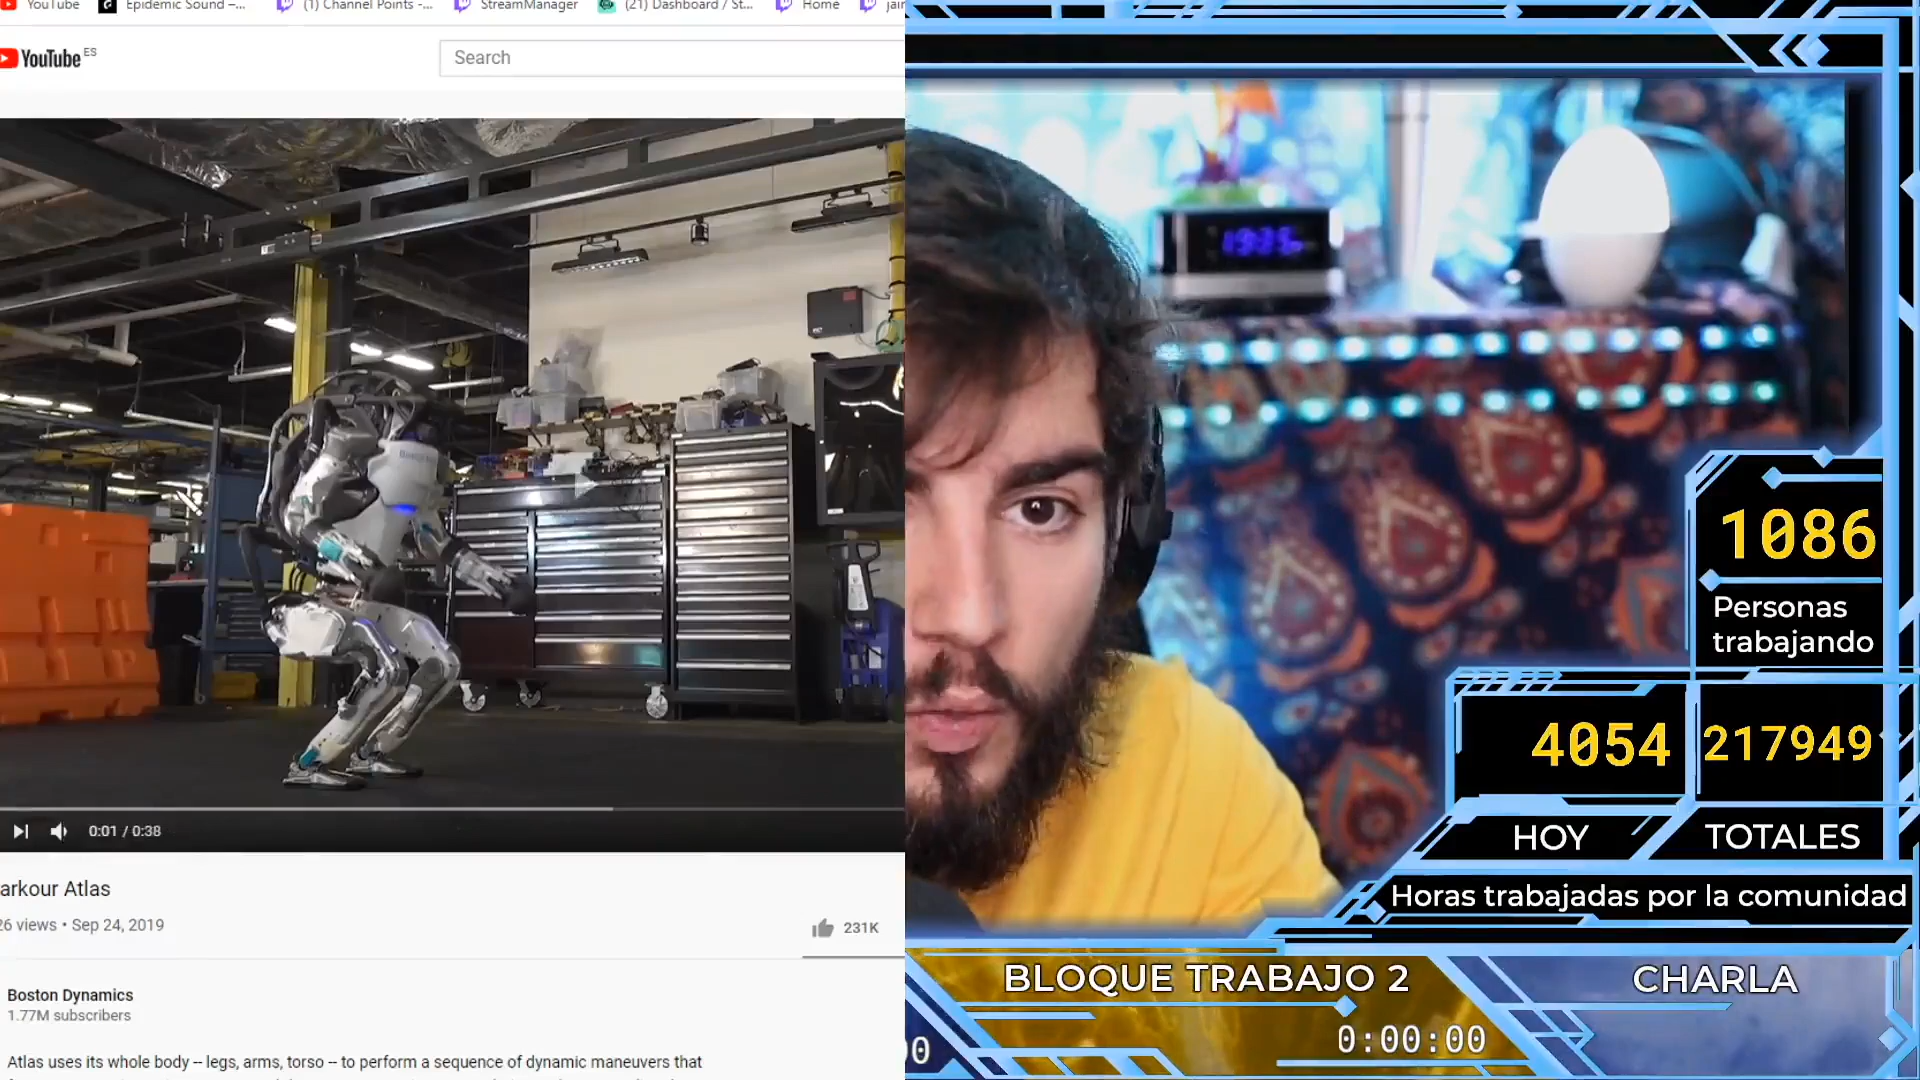 YouTube
Epidemic Sound –...
(1) Channel Points -...
StreamManager
(21) Dashboard / St...
Home
jair
YouTube ES
Search
0:01 / 0:38
arkour Atlas
26 views • Sep 24, 2019
231K
Boston Dynamics
1.77M subscribers
Atlas uses its whole body -- legs, arms, torso -- to perform a sequence of dynamic maneuvers that
1086
Personas
trabajando
4054
217949
HOY
TOTALES
Horas trabajadas por la comunidad
BLOQUE TRABAJO 2
CHARLA
0:00:00